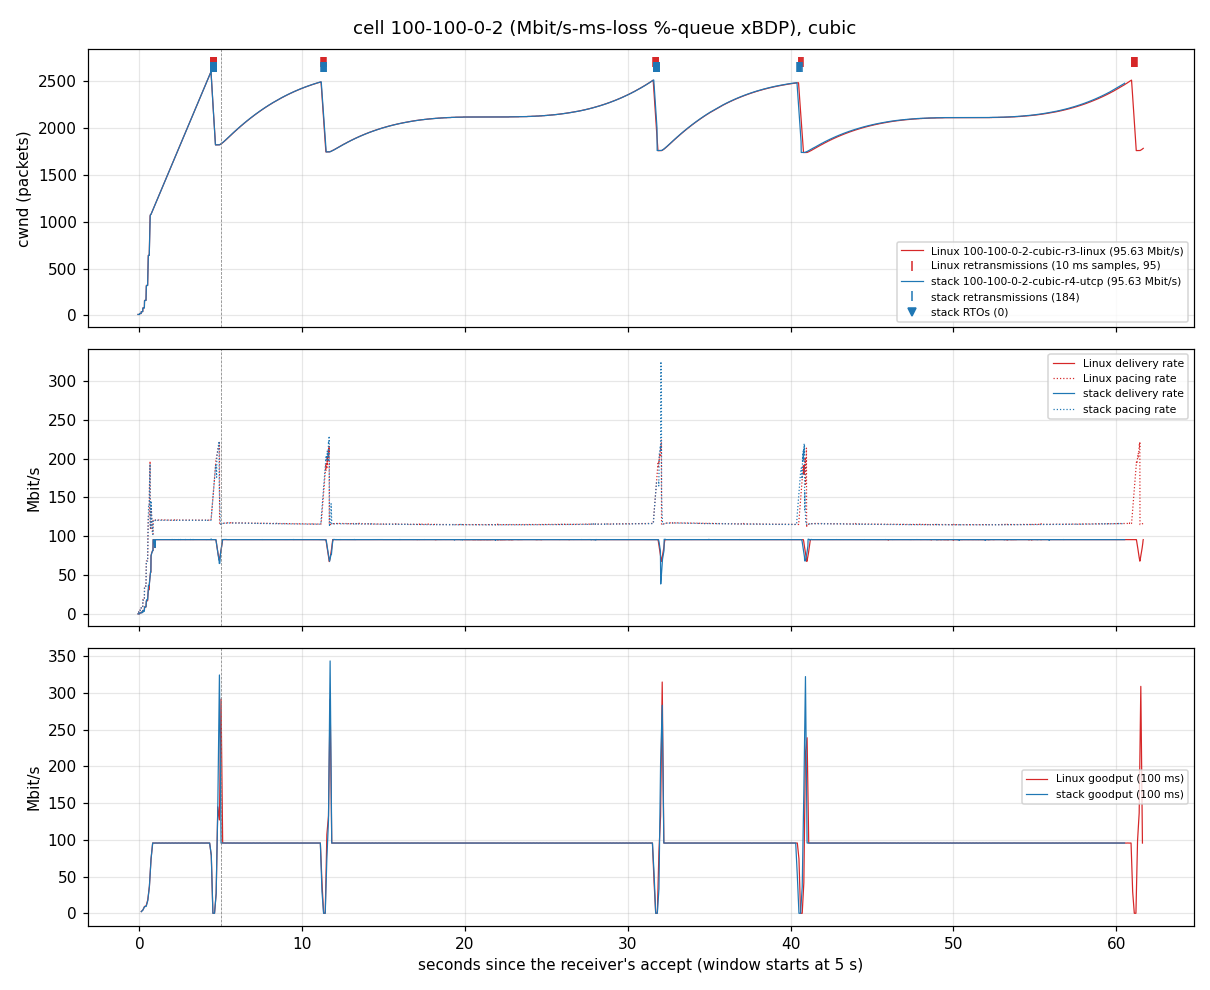 cell 100-100-0-2 (Mbit/s-ms-loss %-queue xBDP), cubic
cwnd (packets)
2500
2000
1500
1000
500
0
Linux 100-100-0-2-cubic-r3-linux (95.63 Mbit/s)
Linux retransmissions (10 ms samples, 95)
stack 100-100-0-2-cubic-r4-utcp (95.63 Mbit/s)
stack retransmissions (184)
stack RTOs (0)
Mbit/s
300
250
200
150
100
50
0
Linux delivery rate
Linux pacing rate
stack delivery rate
stack pacing rate
Mbit/s
350
300
250
200
150
100
50
0
Linux goodput (100 ms)
stack goodput (100 ms)
0 10 20 30 40 50 60
seconds since the receiver's accept (window starts at 5 s)